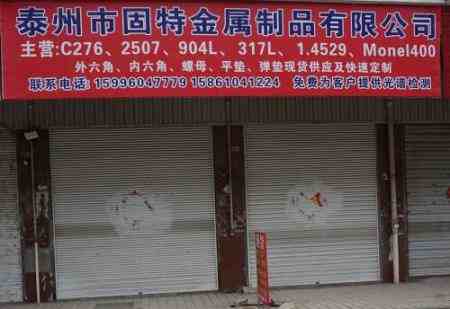 泰州市固特金属制品有限公司
主营:C276、2507、904L、317L、1.4529、Monel400
外六角、内六角、螺母、平垫、弹垫现货供应及快速定制
联系电话: 15996047779 15861041224 免费为客户提供光谱检测